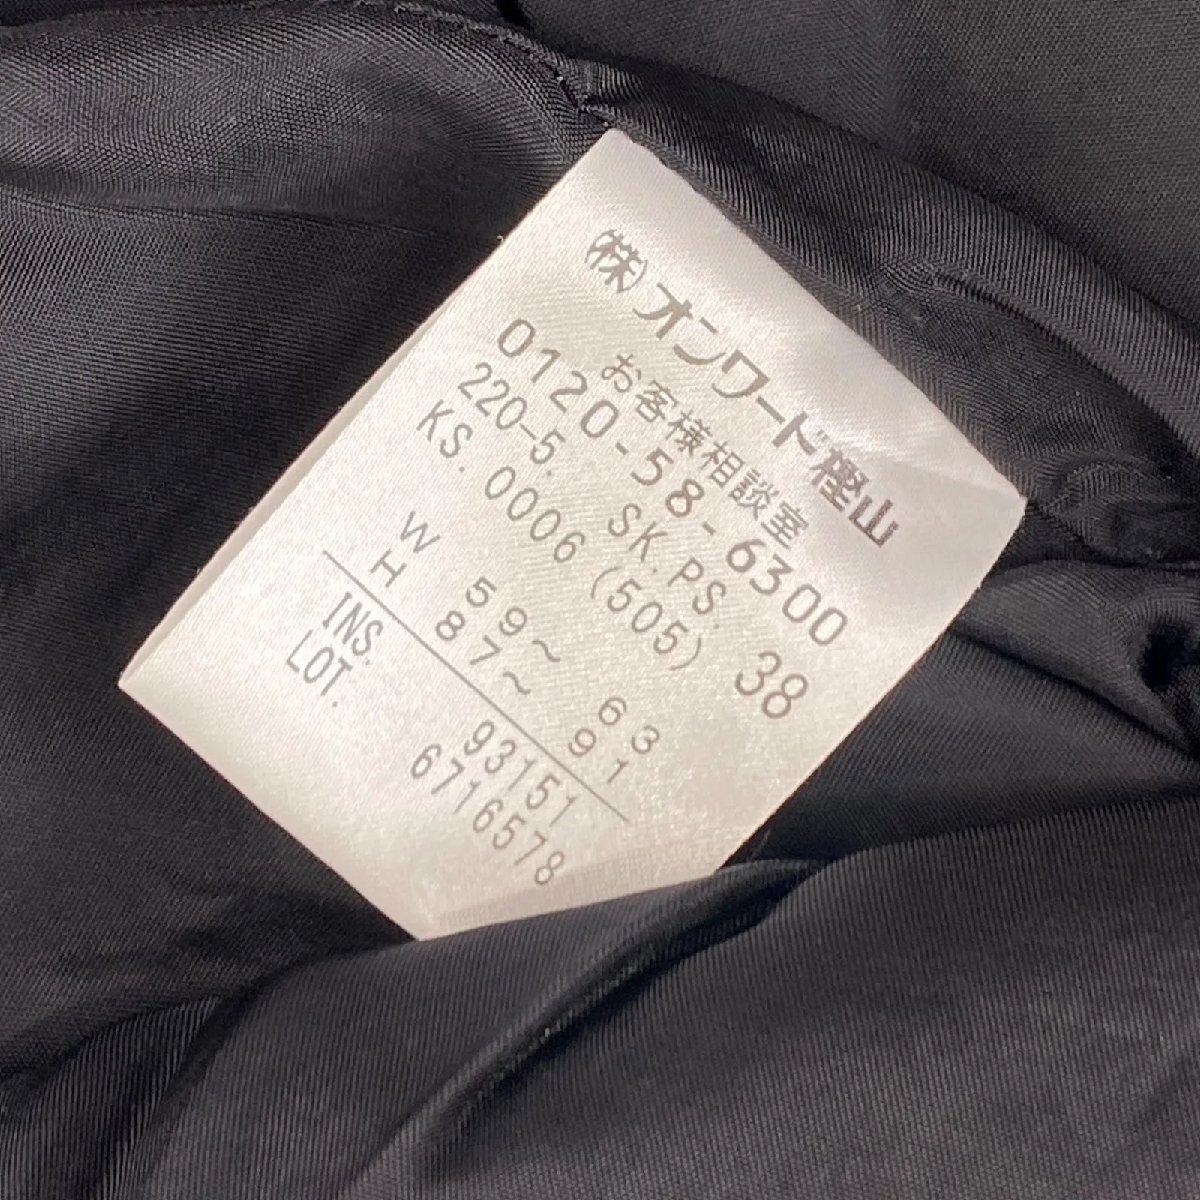 (株)オンワード樫山
お客様相談室
0120-58-6300
220-5. SK.PS.
KS.0006(505) 38
W 59〜 63
H 87〜 91
INS. 93151
LOT. 6716578